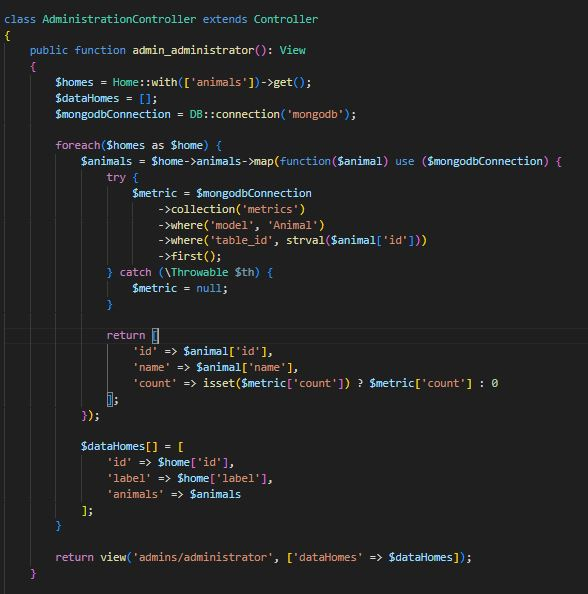 class AdministrationController extends Controller
{
    public function admin_administrator(): View
    {
        $homes = Home::with(['animals'])->get();
        $dataHomes = [];
        $mongodbConnection = DB::connection('mongodb');

        foreach($homes as $home) {
            $animals = $home->animals->map(function($animal) use ($mongodbConnection) {
                try {
                    $metric = $mongodbConnection
                        ->collection('metrics')
                        ->where('model', 'Animal')
                        ->where('table_id', strval($animal['id']))
                        ->first();
                } catch (\Throwable $th) {
                    $metric = null;
                }

                return [
                    'id' => $animal['id'],
                    'name' => $animal['name'],
                    'count' => isset($metric['count']) ? $metric['count'] : 0
                ];
            });

            $dataHomes[] = [
                'id' => $home['id'],
                'label' => $home['label'],
                'animals' => $animals
            ];
        }

        return view('admins/administrator', ['dataHomes' => $dataHomes]);
    }